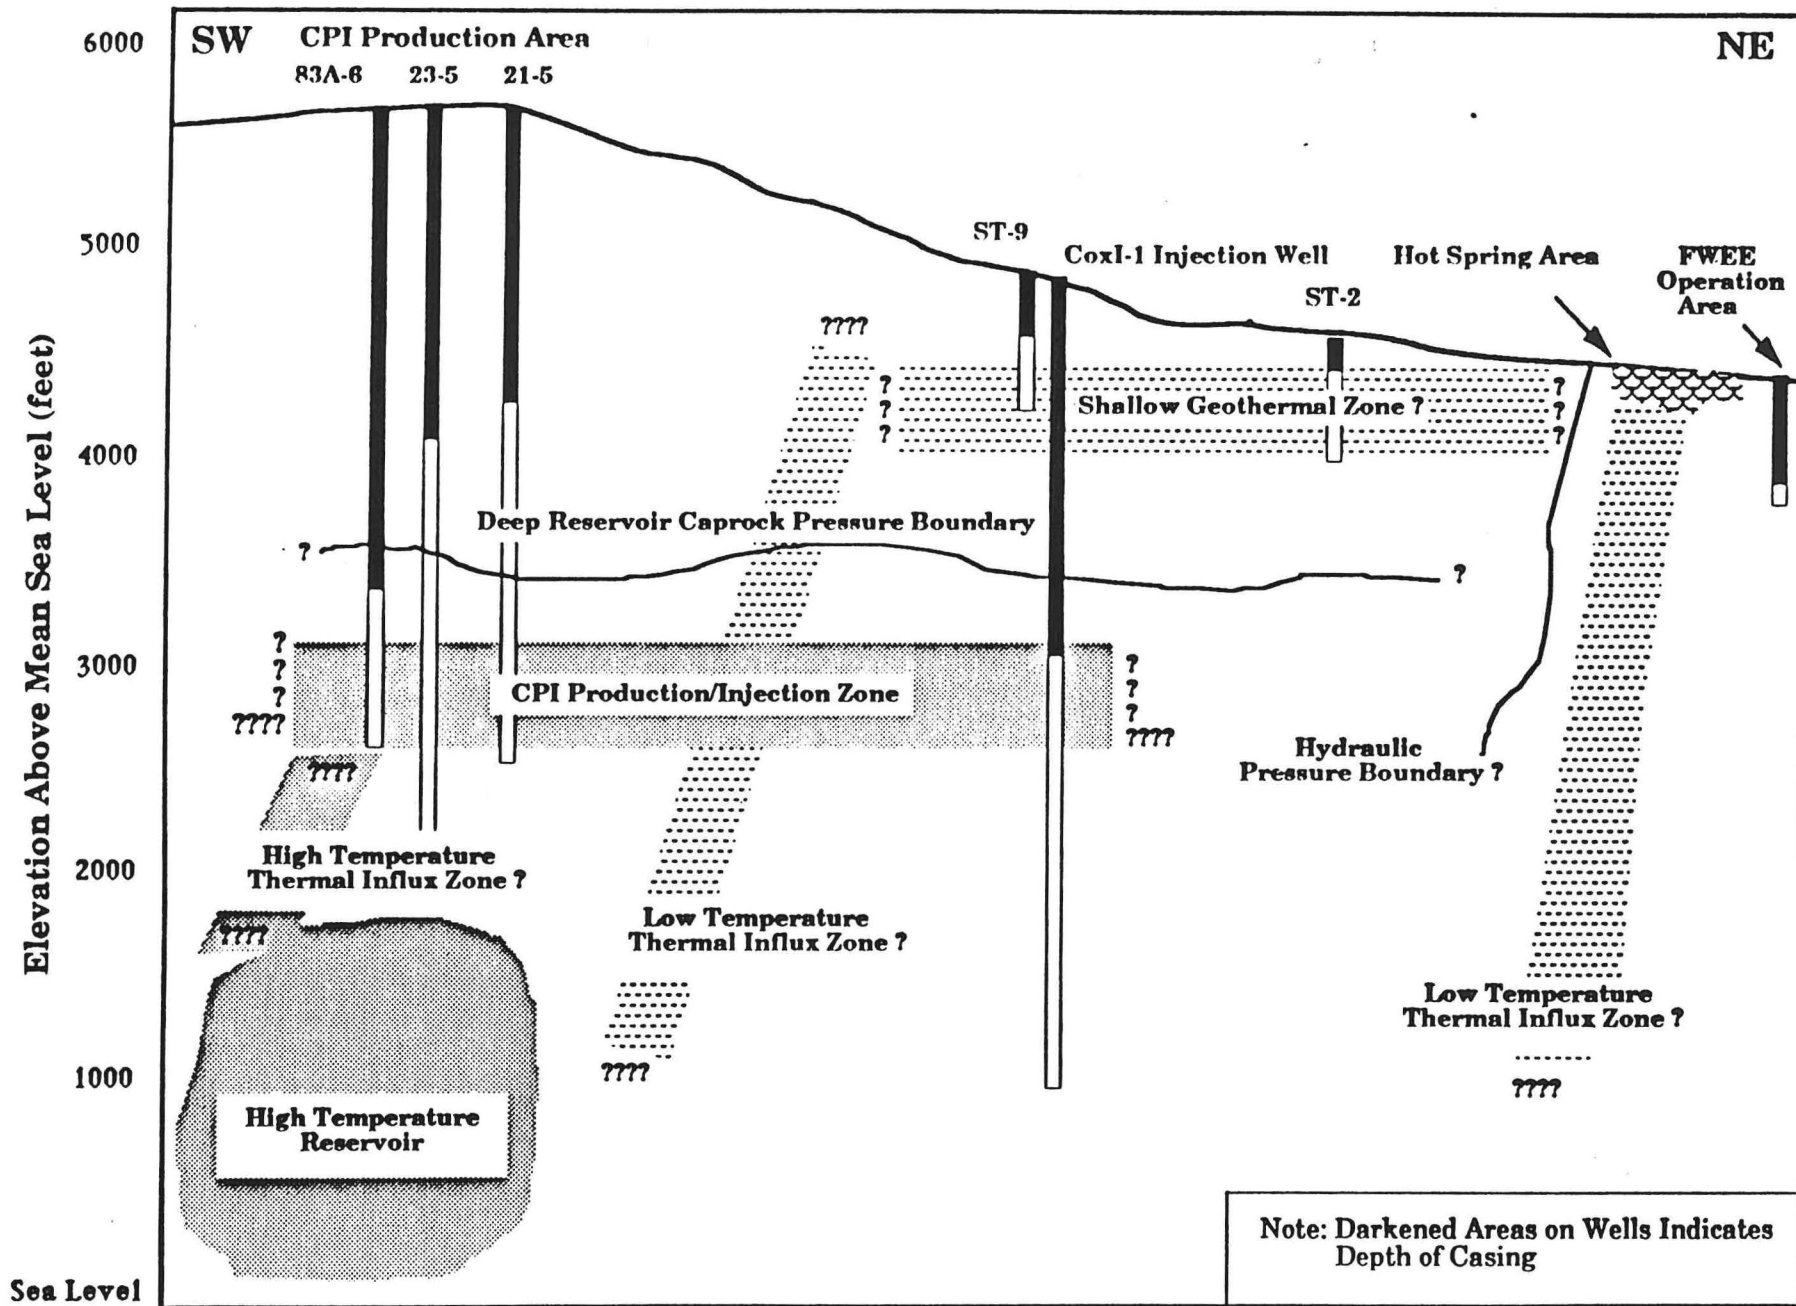 6000
SW
CPI Production Area
NE
83A-6
23-5
21-5
5000
ST-9
CoxI-1 Injection Well
Hot Spring Area
FWEE
Operation
Area
ST-2
????
Elevation Above Mean Sea Level (feet)
?
?
?
Shallow Geothermal Zone ?
?
?
?
4000
Deep Reservoir Caprock Pressure Boundary
?
?
3000
?
?
?
????
CPI Production/Injection Zone
?
?
?
????
Hydraulic
Pressure Boundary ?
????
2000
High Temperature
Thermal Influx Zone ?
????
Low Temperature
Thermal Influx Zone ?
Low Temperature
Thermal Influx Zone ?
1000
????
????
High Temperature
Reservoir
Note: Darkened Areas on Wells Indicates
Depth of Casing
Sea Level